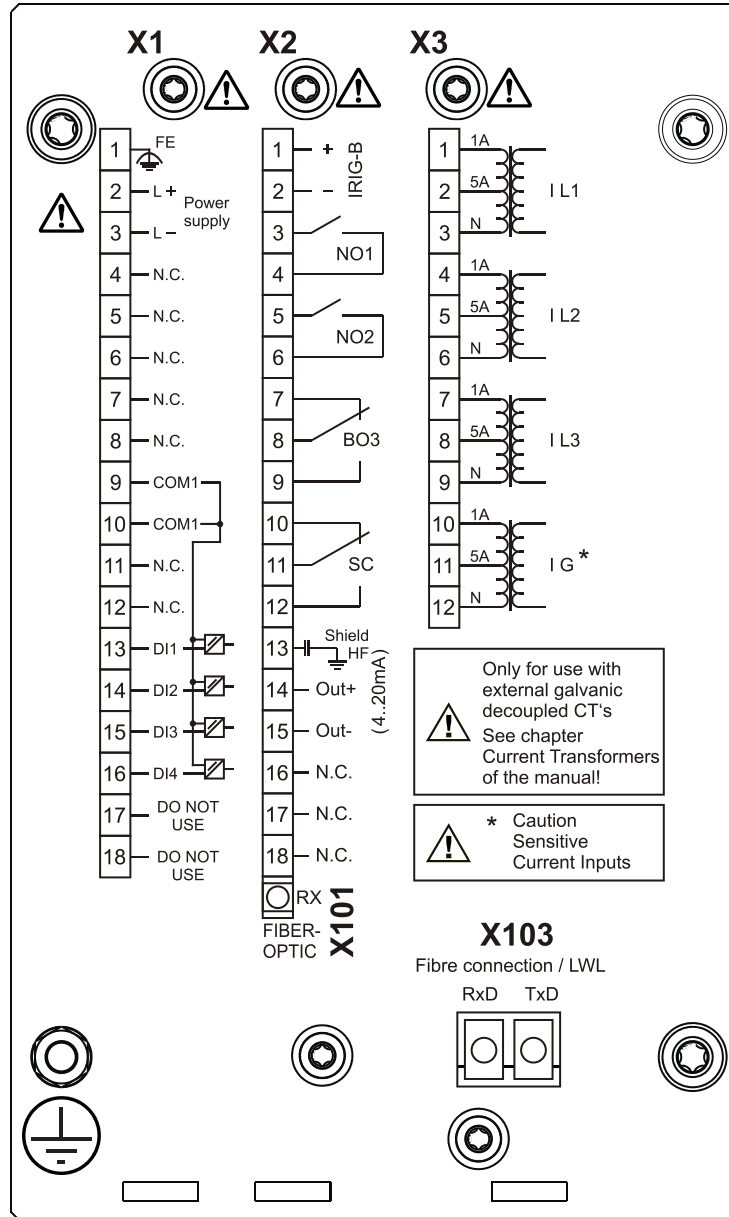 X1 X2 X3
1 FE
2 L+
3 L−
Power
supply
4 N.C.
5 N.C.
6 N.C.
7 N.C.
8 N.C.
9 COM1
10 COM1
11 N.C.
12 N.C.
13 DI1
14 DI2
15 DI3
16 DI4
17 DO NOT
USE
18 DO NOT
USE
1 +
2 −
IRIG-B
3
4
NO1
5
6
NO2
7
8 BO3
9
10
11 SC
12
13 Shield
HF
14 Out+
15 Out-
(4..20mA)
16 N.C.
17 N.C.
18 N.C.
RX
FIBER-
OPTIC
X101
1 1A
2 5A I L1
3 N
4 1A
5 5A I L2
6 N
7 1A
8 5A I L3
9 N
10 1A
11 5A I G*
12 N
Only for use with
external galvanic
decoupled CT‘s
See chapter
Current Transformers
of the manual!
* Caution
Sensitive
Current Inputs
X103
Fibre connection / LWL
RxD TxD